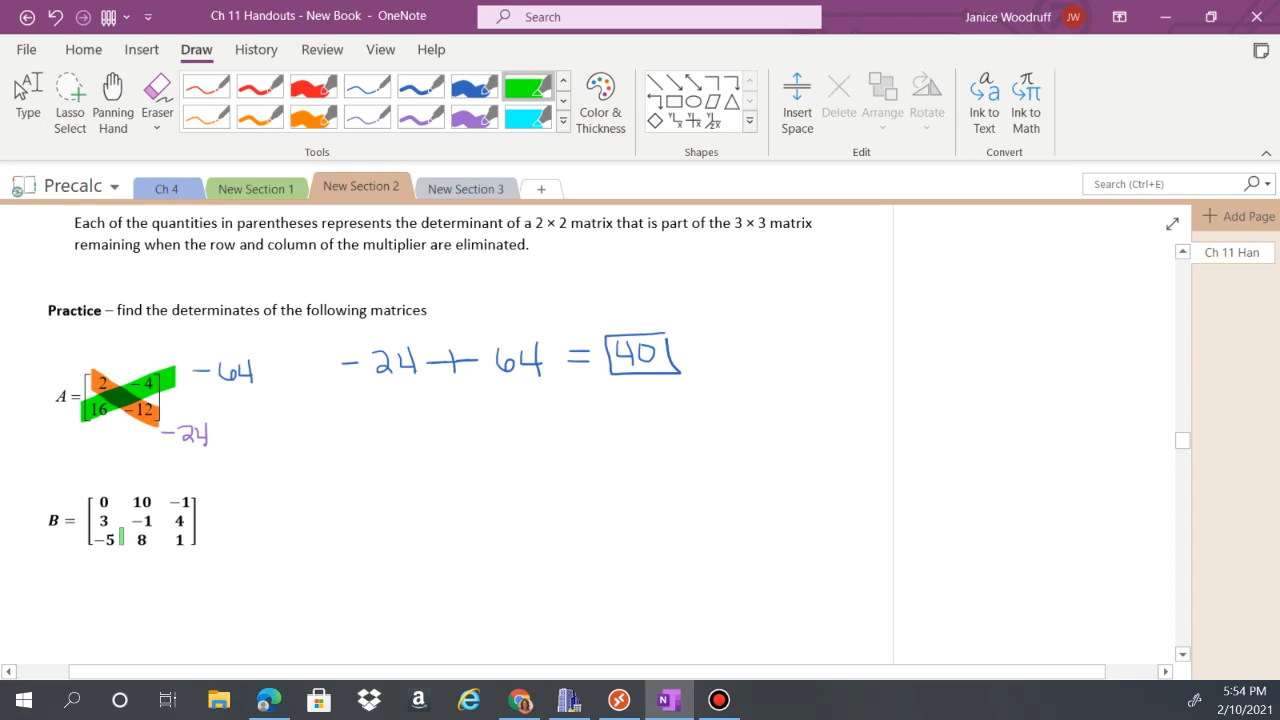 Ch 11 Handouts - New Book - OneNote
Search
Janice Woodruff JW
File Home Insert Draw History Review View Help
Type
Lasso Select
Panning Hand
Eraser
Color & Thickness
Insert Space
Delete
Arrange
Rotate
Ink to Text
Ink to Math
Tools Shapes Edit Convert
Precalc Ch 4 New Section 1 New Section 2 New Section 3 + Search (Ctrl+E)
+ Add Page
Ch 11 Han
Each of the quantities in parentheses represents the determinant of a 2 × 2 matrix that is part of the 3 × 3 matrix
remaining when the row and column of the multiplier are eliminated.
Practice – find the determinates of the following matrices
-24 + 64 = 40
-64
A =
2 -4
16 -12
-24
B =
0 10 -1
3 -1 4
-5 8 1
5:54 PM
2/10/2021